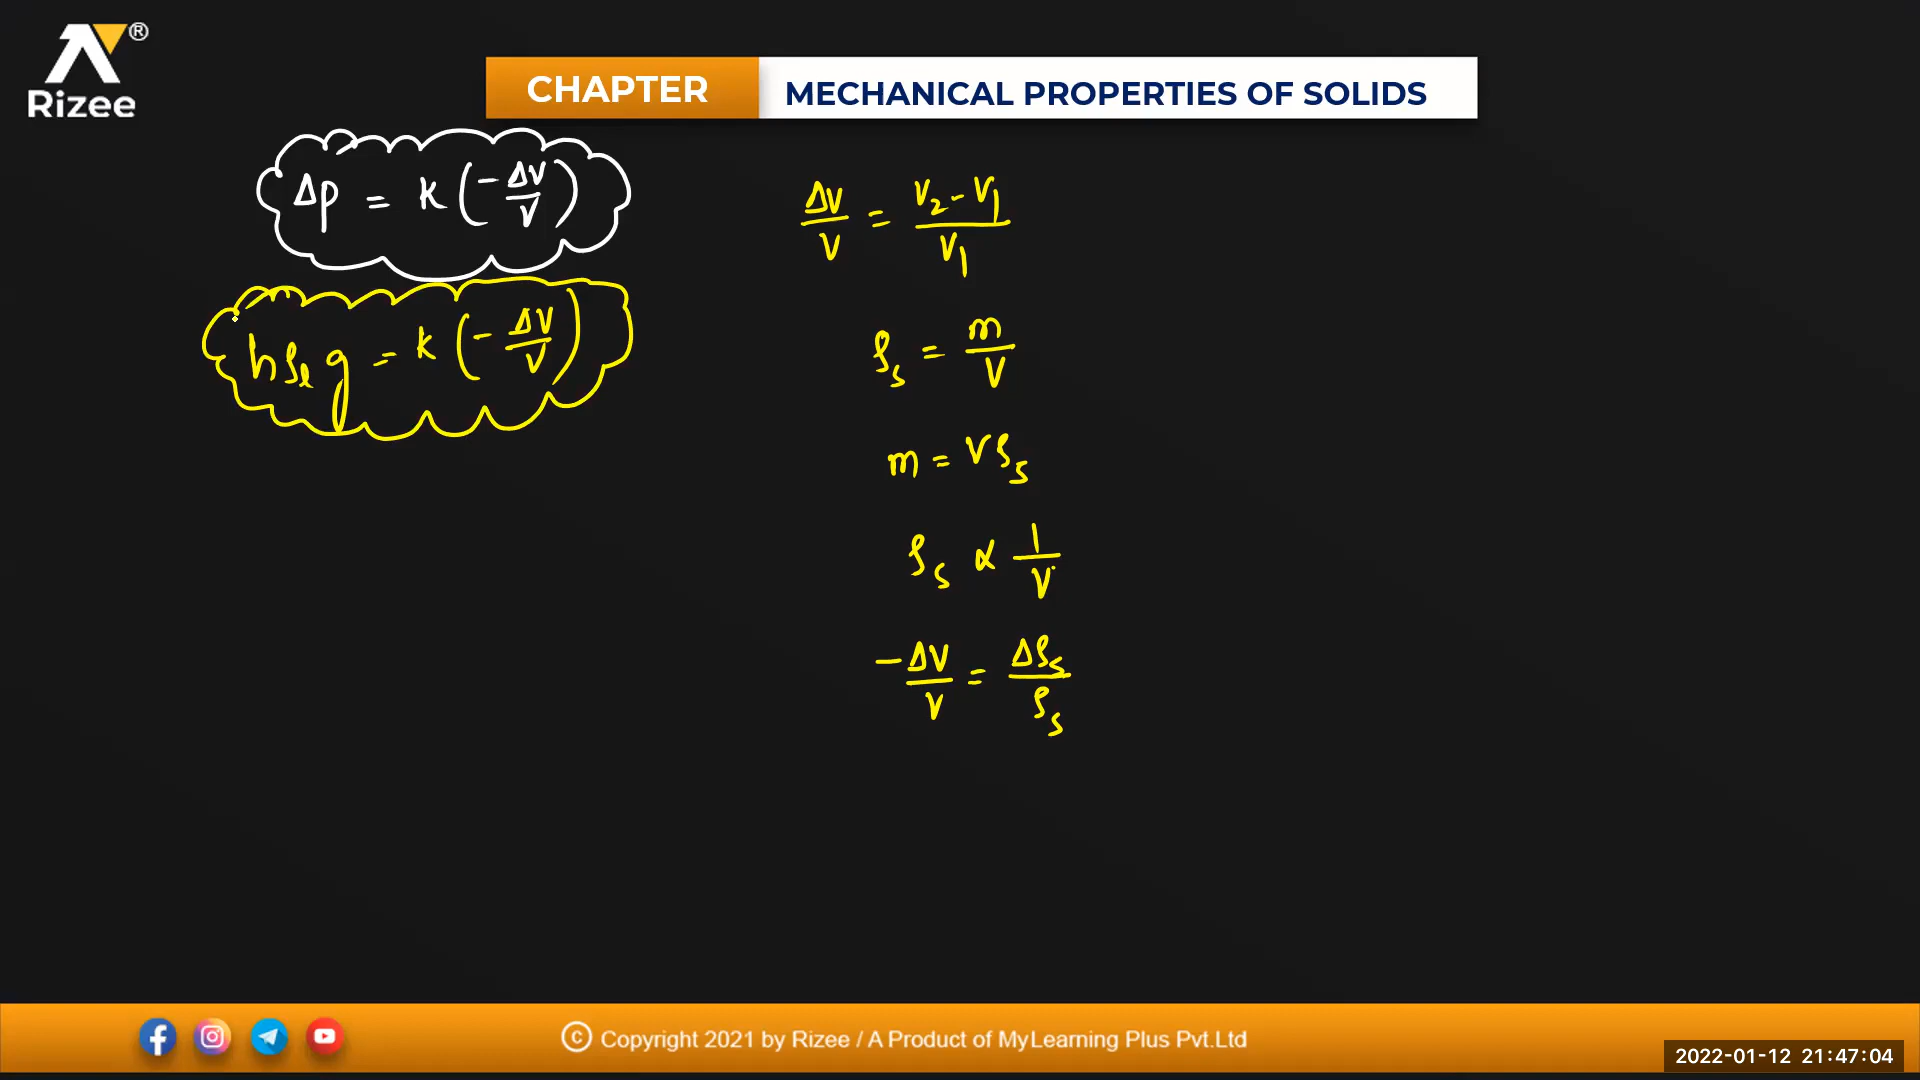 Rizee®
CHAPTER MECHANICAL PROPERTIES OF SOLIDS
Δp = k(-ΔV/V)
hρₗg = k(-ΔV/V)
ΔV/V = V₂-V₁/V₁
ρₛ = m/V
m = Vρₛ
ρₛ ∝ 1/V
-ΔV/V = Δρₛ/ρₛ
© Copyright 2021 by Rizee / A Product of MyLearning Plus Pvt.Ltd
2022-01-12 21:47:04